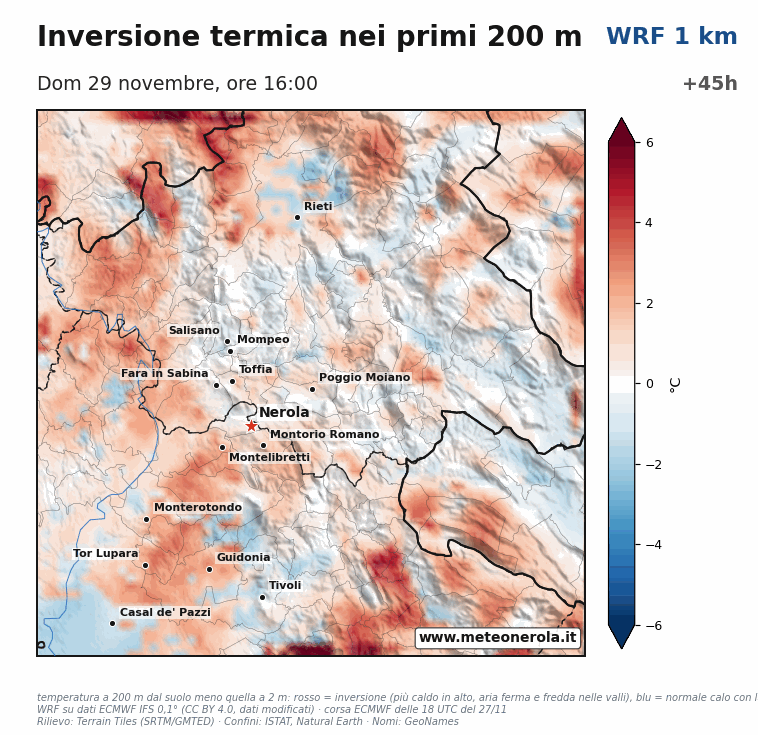 Inversione termica nei primi 200 m WRF 1 km
Dom 29 novembre, ore 16:00 +45h
6
4
2
0
−2
−4
−6
°C
Rieti
Salisano
Mompeo
Fara in Sabina
Toffia
Poggio Moiano
Nerola
Montorio Romano
Montelibretti
Monterotondo
Tor Lupara
Guidonia
Tivoli
Casal de' Pazzi
www.meteonerola.it
temperatura a 200 m dal suolo meno quella a 2 m: rosso = inversione (più caldo in alto, aria ferma e fredda nelle valli), blu = normale calo con l
WRF su dati ECMWF IFS 0,1° (CC BY 4.0, dati modificati) · corsa ECMWF delle 18 UTC del 27/11
Rilievo: Terrain Tiles (SRTM/GMTED) · Confini: ISTAT, Natural Earth · Nomi: GeoNames